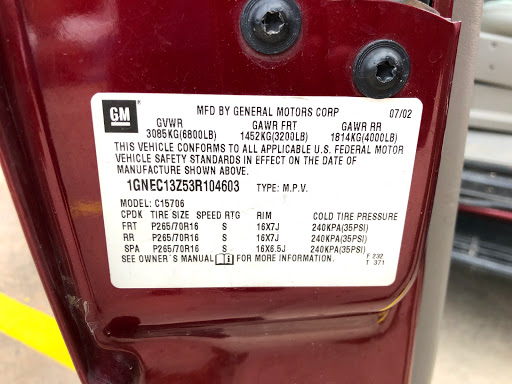 GM
MFD BY GENERAL MOTORS CORP 07/02
GVWR GAWR FRT GAWR RR
3085KG(6800LB) 1452KG(3200LB) 1814KG(4000LB)
THIS VEHICLE CONFORMS TO ALL APPLICABLE U.S. FEDERAL MOTOR
VEHICLE SAFETY STANDARDS IN EFFECT ON THE DATE OF
MANUFACTURE SHOWN ABOVE.
1GNEC13Z53R104603 TYPE: M.P.V.
MODEL: C15706
CPDK TIRE SIZE SPEED RTG RIM COLD TIRE PRESSURE
FRT P265/70R16 S 16X7J 240KPA(35PSI)
RR P265/70R16 S 16X7J 240KPA(35PSI)
SPA P265/70R16 S 16X6.5J 240KPA(35PSI)
SEE OWNER'S MANUAL FOR MORE INFORMATION. F 232
T 371